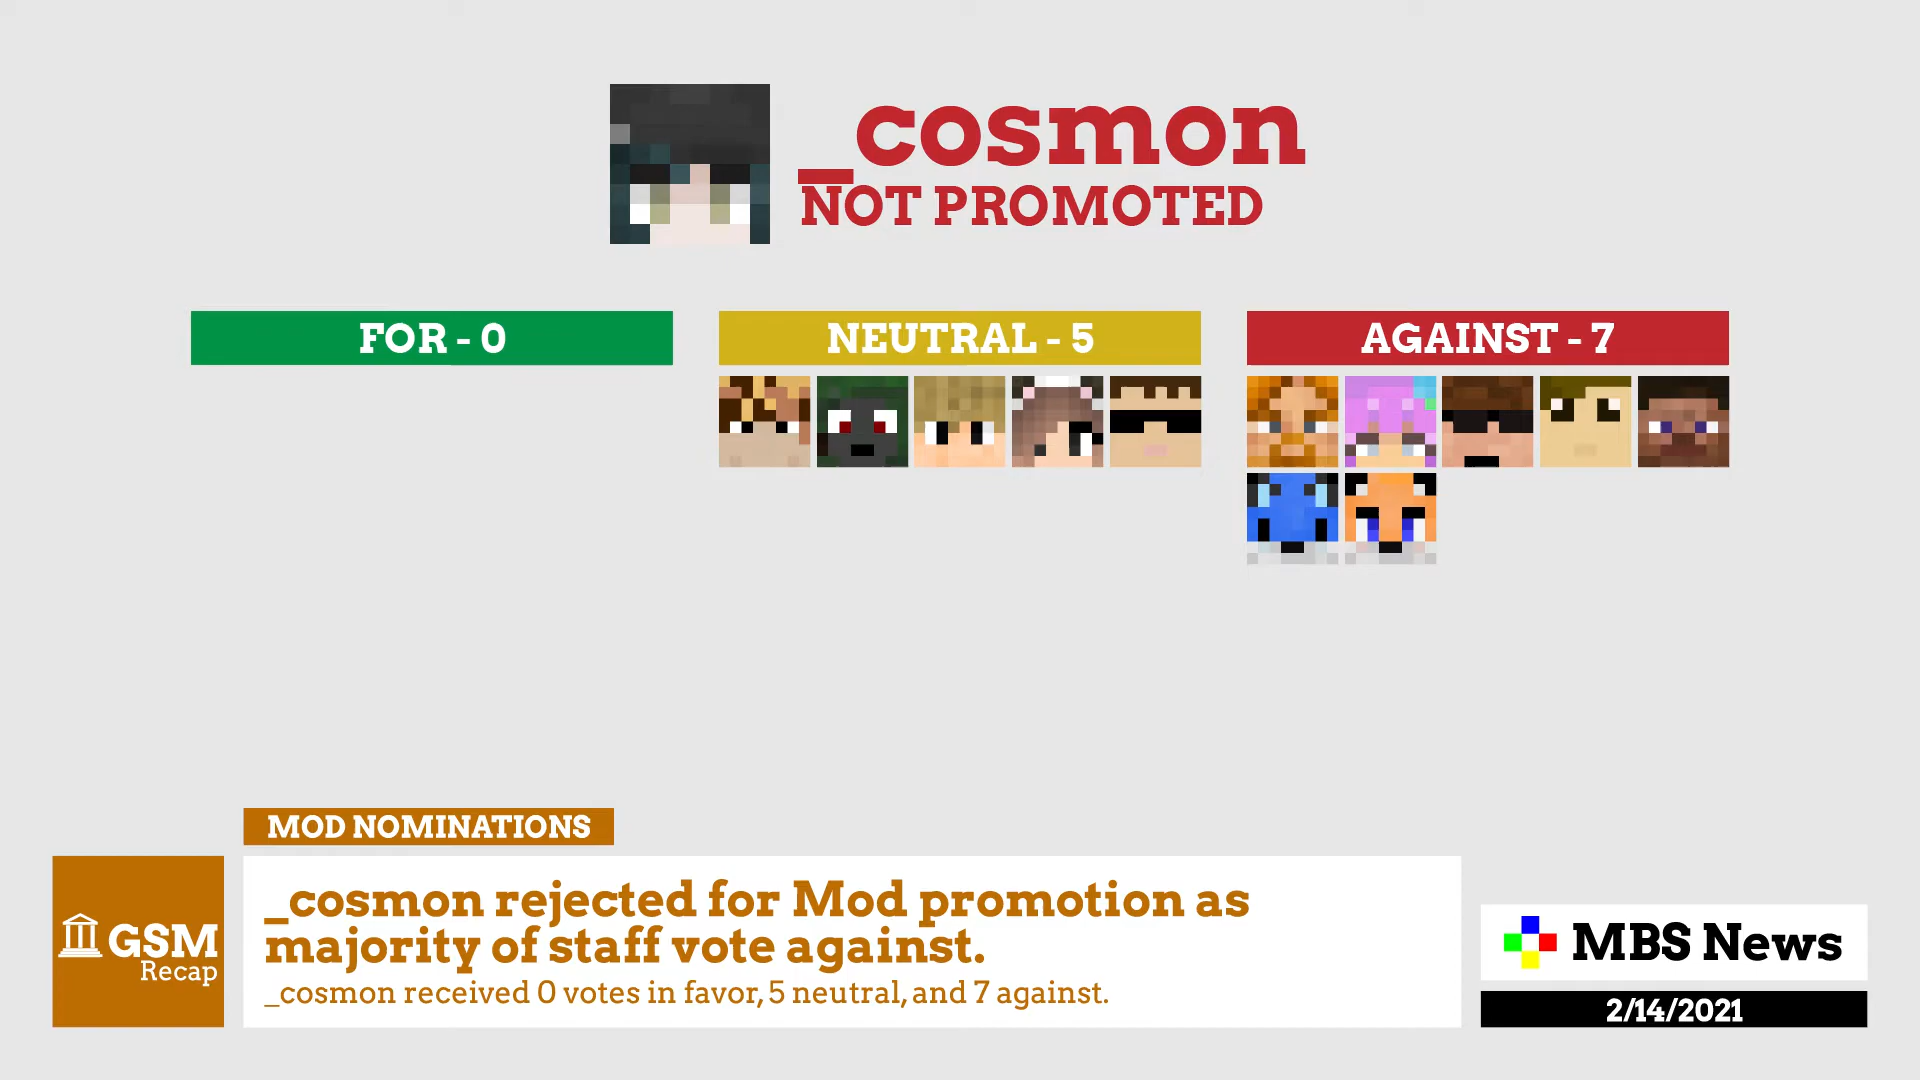 _cosmon
NOT PROMOTED
FOR - 0
NEUTRAL - 5
AGAINST - 7
MOD NOMINATIONS
GSM
Recap
_cosmon rejected for Mod promotion as
majority of staff vote against.
_cosmon received 0 votes in favor, 5 neutral, and 7 against.
MBS News
2/14/2021